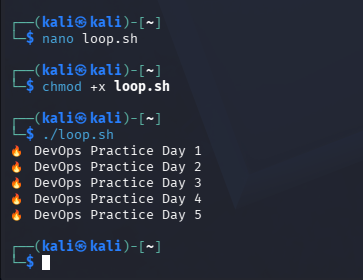 ┌──(kali㉿kali)-[~]
└─$ nano loop.sh
┌──(kali㉿kali)-[~]
└─$ chmod +x loop.sh
┌──(kali㉿kali)-[~]
└─$ ./loop.sh
🔥 DevOps Practice Day 1
🔥 DevOps Practice Day 2
🔥 DevOps Practice Day 3
🔥 DevOps Practice Day 4
🔥 DevOps Practice Day 5
┌──(kali㉿kali)-[~]
└─$